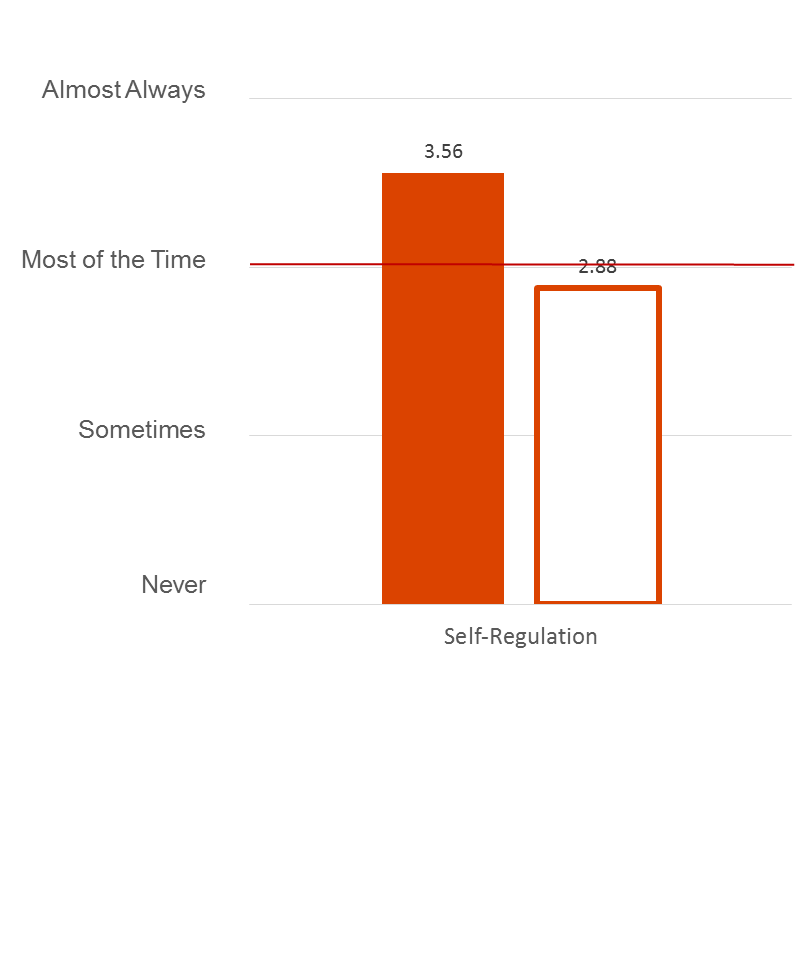 Almost Always
3.56
Most of the Time
2.88
Sometimes
Never
Self-Regulation